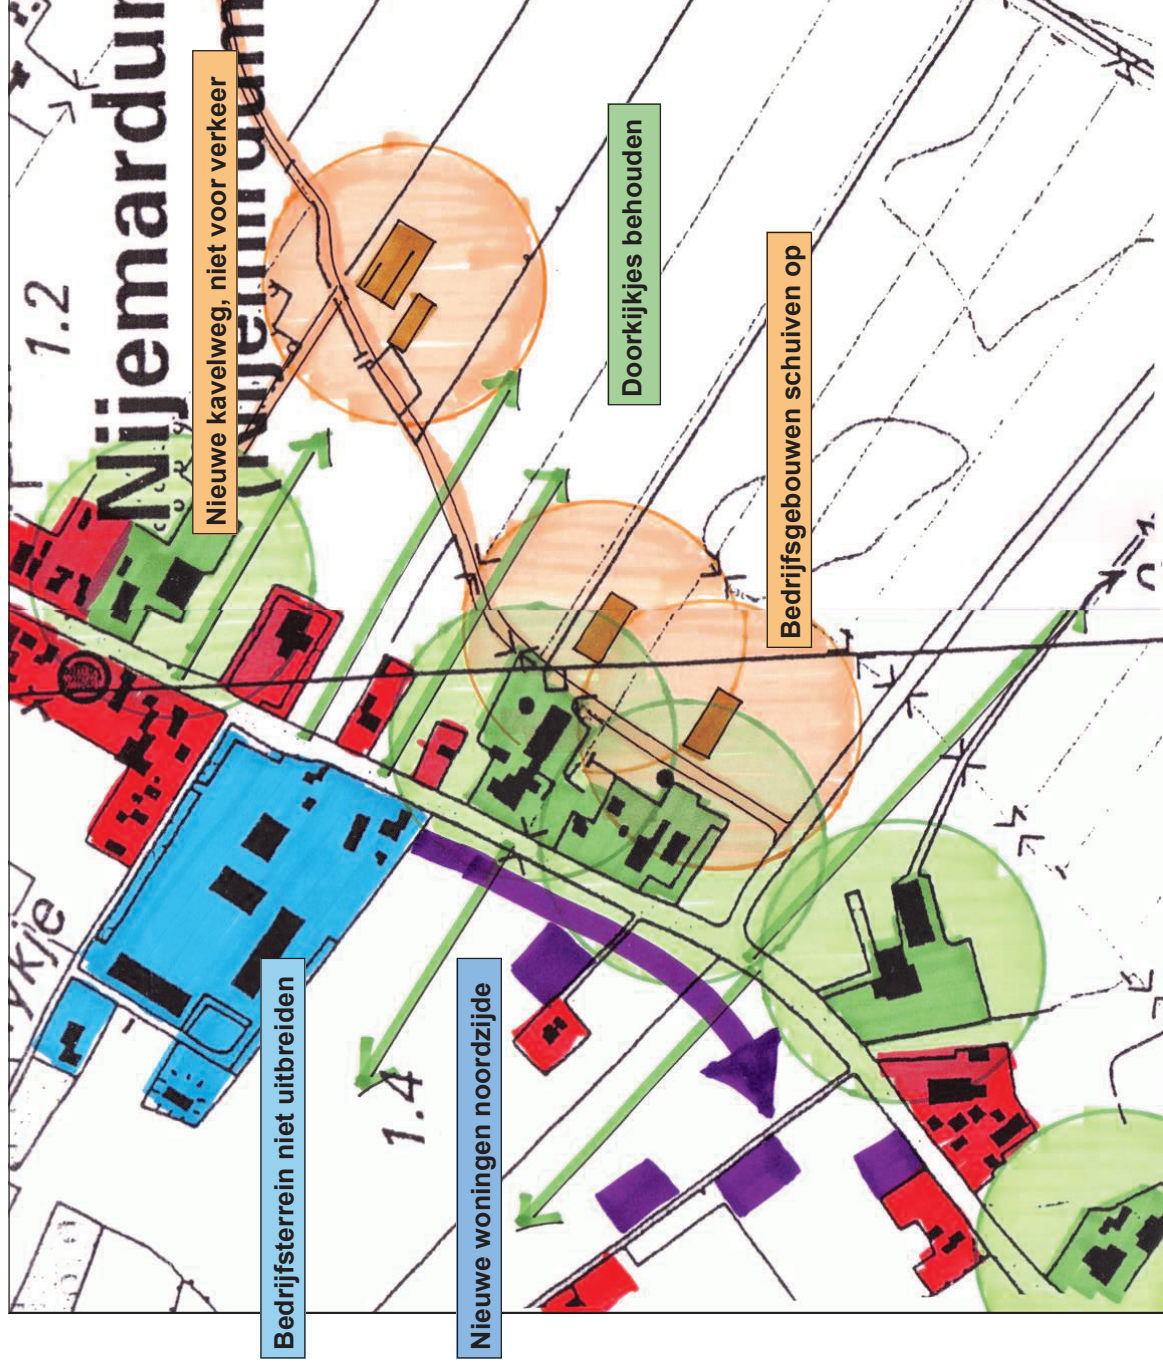 ykje
1.2
Nijemardum
Nieuwe kavelweg, niet voor verkeer
Bedrijfsterrein niet uitbreiden
1.4
Nieuwe woningen noordzijde
Doorkijkjes behouden
Bedrijfsgebouwen schuiven op